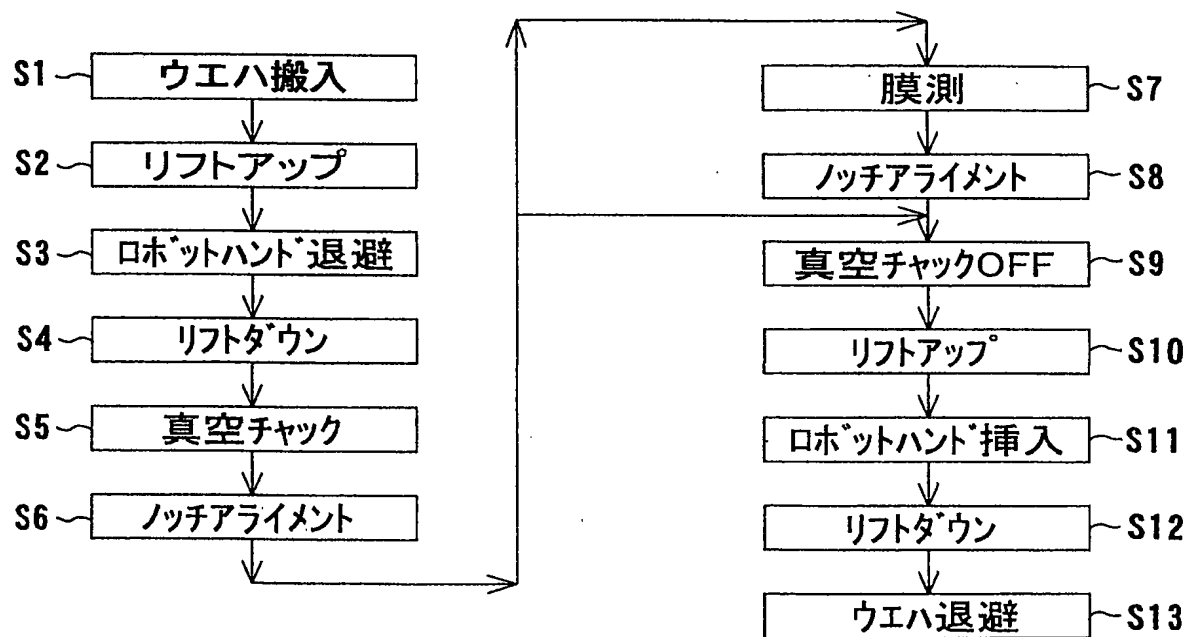 S1 ウエハ搬入
S2 リフトアップ
S3 ロボットハンド退避
S4 リフトダウン
S5 真空チャック
S6 ノッチアライメント
膜測 S7
ノッチアライメント S8
真空チャックOFF S9
リフトアップ S10
ロボットハンド挿入 S11
リフトダウン S12
ウエハ退避 S13